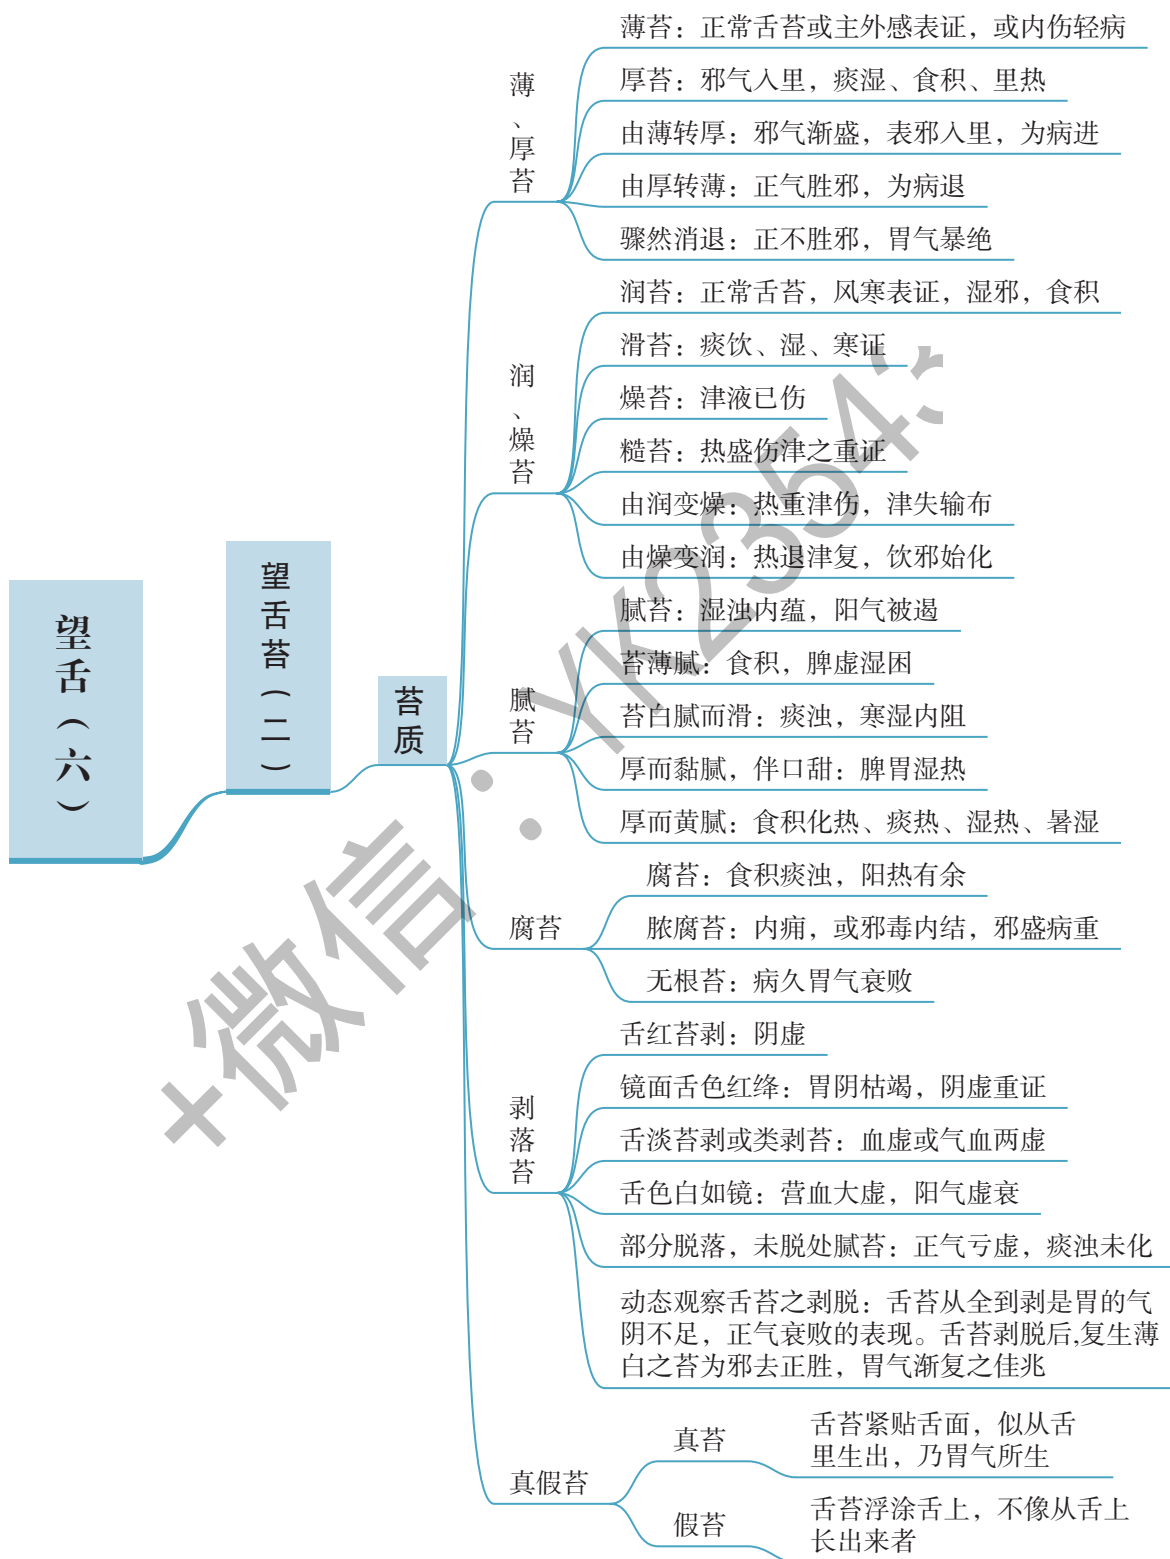 望舌（六）
望舌苔（二）
苔质
薄、厚苔
薄苔：正常舌苔或主外感表证，或内伤轻病
厚苔：邪气入里，痰湿、食积、里热
由薄转厚：邪气渐盛，表邪入里，为病进
由厚转薄：正气胜邪，为病退
骤然消退：正不胜邪，胃气暴绝
润、燥苔
润苔：正常舌苔，风寒表证，湿邪，食积
滑苔：痰饮、湿、寒证
燥苔：津液已伤
糙苔：热盛伤津之重证
由润变燥：热重津伤，津失输布
由燥变润：热退津复，饮邪始化
腻苔
腻苔：湿浊内蕴，阳气被遏
苔薄腻：食积，脾虚湿困
苔白腻而滑：痰浊，寒湿内阻
厚而黏腻，伴口甜：脾胃湿热
厚而黄腻：食积化热、痰热、湿热、暑湿
腐苔
腐苔：食积痰浊，阳热有余
脓腐苔：内痈，或邪毒内结，邪盛病重
无根苔：病久胃气衰败
剥落苔
舌红苔剥：阴虚
镜面舌色红绛：胃阴枯竭，阴虚重证
舌淡苔剥或类剥苔：血虚或气血两虚
舌色白如镜：营血大虚，阳气虚衰
部分脱落，未脱处腻苔：正气亏虚，痰浊未化
动态观察舌苔之剥脱：舌苔从全到剥是胃的气
阴不足，正气衰败的表现。舌苔剥脱后,复生薄
白之苔为邪去正胜，胃气渐复之佳兆
真假苔
真苔
舌苔紧贴舌面，似从舌
里生出，乃胃气所生
假苔
舌苔浮涂舌上，不像从舌上
长出来者
+微信：YK23543